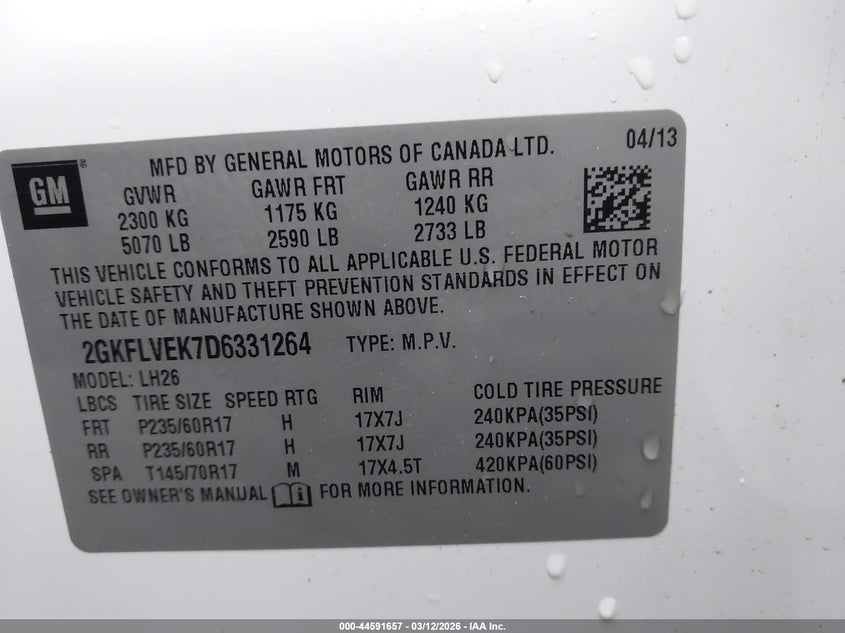 GM ®
MFD BY GENERAL MOTORS OF CANADA LTD.
04/13
GVWR GAWR FRT GAWR RR
2300 KG 1175 KG 1240 KG
5070 LB 2590 LB 2733 LB
THIS VEHICLE CONFORMS TO ALL APPLICABLE U.S. FEDERAL MOTOR
VEHICLE SAFETY AND THEFT PREVENTION STANDARDS IN EFFECT ON
THE DATE OF MANUFACTURE SHOWN ABOVE.
2GKFLVEK7D6331264 TYPE: M.P.V.
MODEL: LH26
LBCS TIRE SIZE SPEED RTG RIM COLD TIRE PRESSURE
FRT P235/60R17 H 17X7J 240KPA(35PSI)
RR P235/60R17 H 17X7J 240KPA(35PSI)
SPA T145/70R17 M 17X4.5T 420KPA(60PSI)
SEE OWNER'S MANUAL i FOR MORE INFORMATION.
000-44591657 - 03/12/2026 - IAA Inc.